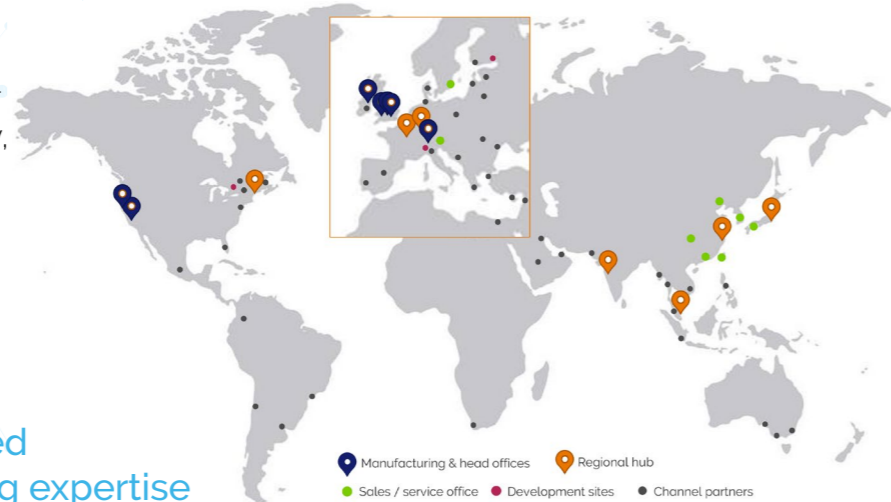 ed
g expertise
Manufacturing & head offices
Regional hub
Sales / service office
Development sites
Channel partners